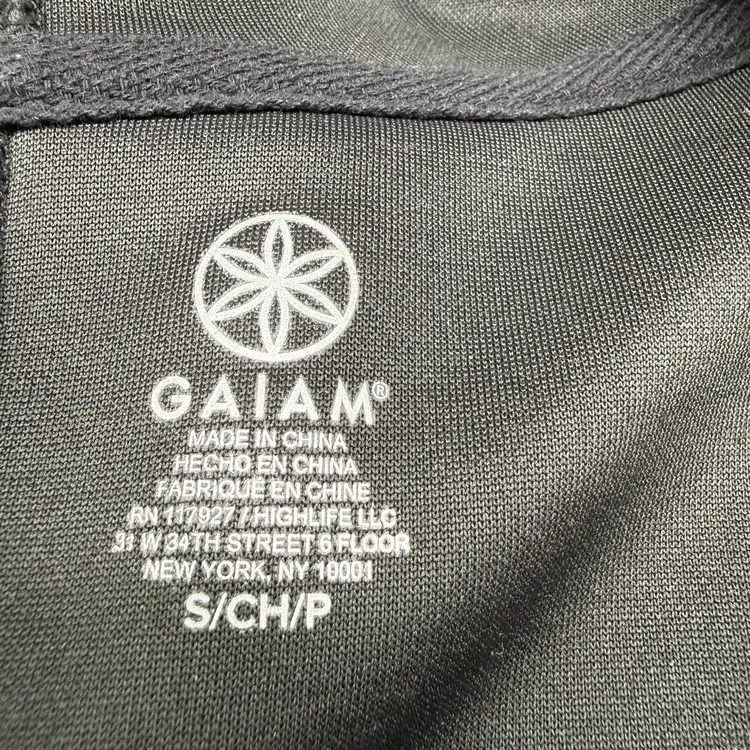 GAIAM®
MADE IN CHINA
HECHO EN CHINA
FABRIQUE EN CHINE
RN 117927 / HIGHLIFE LLC
31 W 34TH STREET 6 FLOOR
NEW YORK, NY 10001
S/CH/P